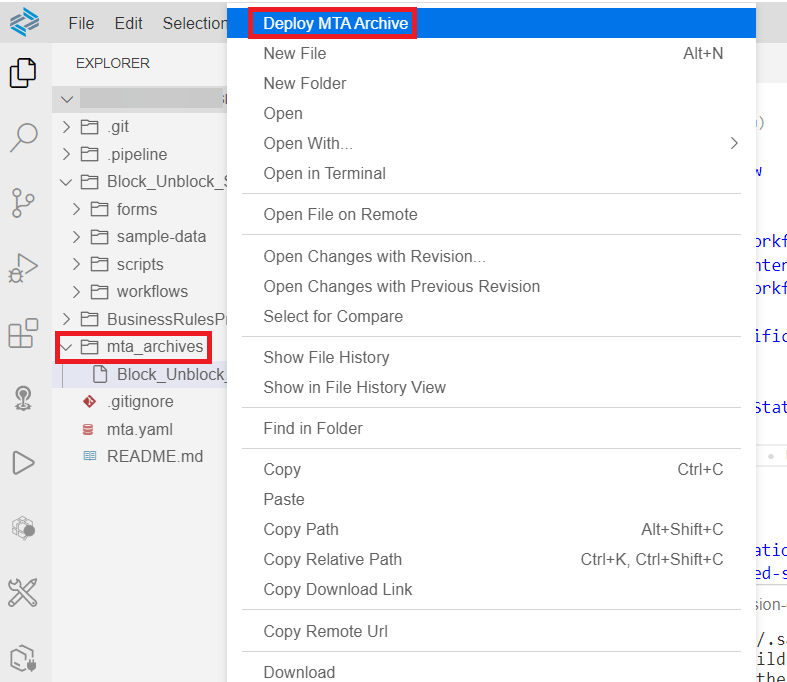 File Edit Selection
EXPLORER
.git
.pipeline
Block_Unblock_
forms
sample-data
scripts
workflows
BusinessRulesPr
mta_archives
Block_Unblock_
.gitignore
mta.yaml
README.md
Deploy MTA Archive
New File Alt+N
New Folder
Open
Open With...
Open in Terminal
Open File on Remote
Open Changes with Revision...
Open Changes with Previous Revision
Select for Compare
Show File History
Show in File History View
Find in Folder
Copy Ctrl+C
Paste
Copy Path Alt+Shift+C
Copy Relative Path Ctrl+K, Ctrl+Shift+C
Copy Download Link
Copy Remote Url
Download